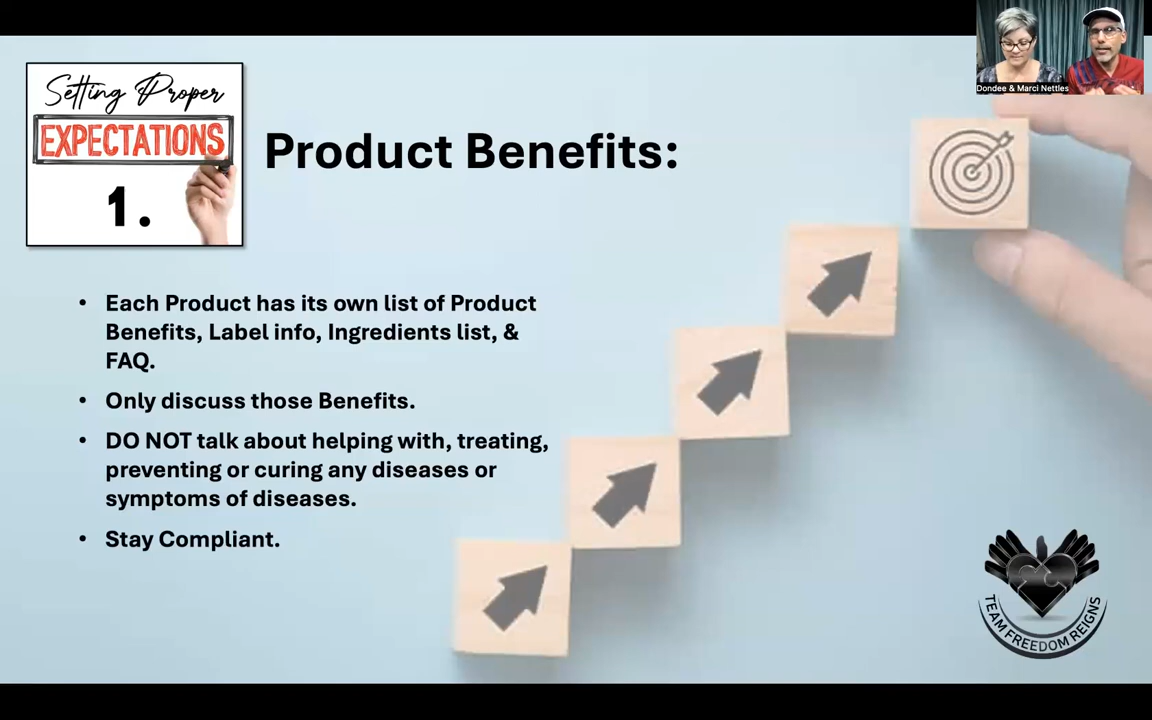 Dondee & Marci Nettles
Setting Proper
EXPECTATIONS
1.
Product Benefits:
• Each Product has its own list of Product
Benefits, Label info, Ingredients list, &
FAQ.
• Only discuss those Benefits.
• DO NOT talk about helping with, treating,
preventing or curing any diseases or
symptoms of diseases.
• Stay Compliant.
TEAM FREEDOM REIGNS